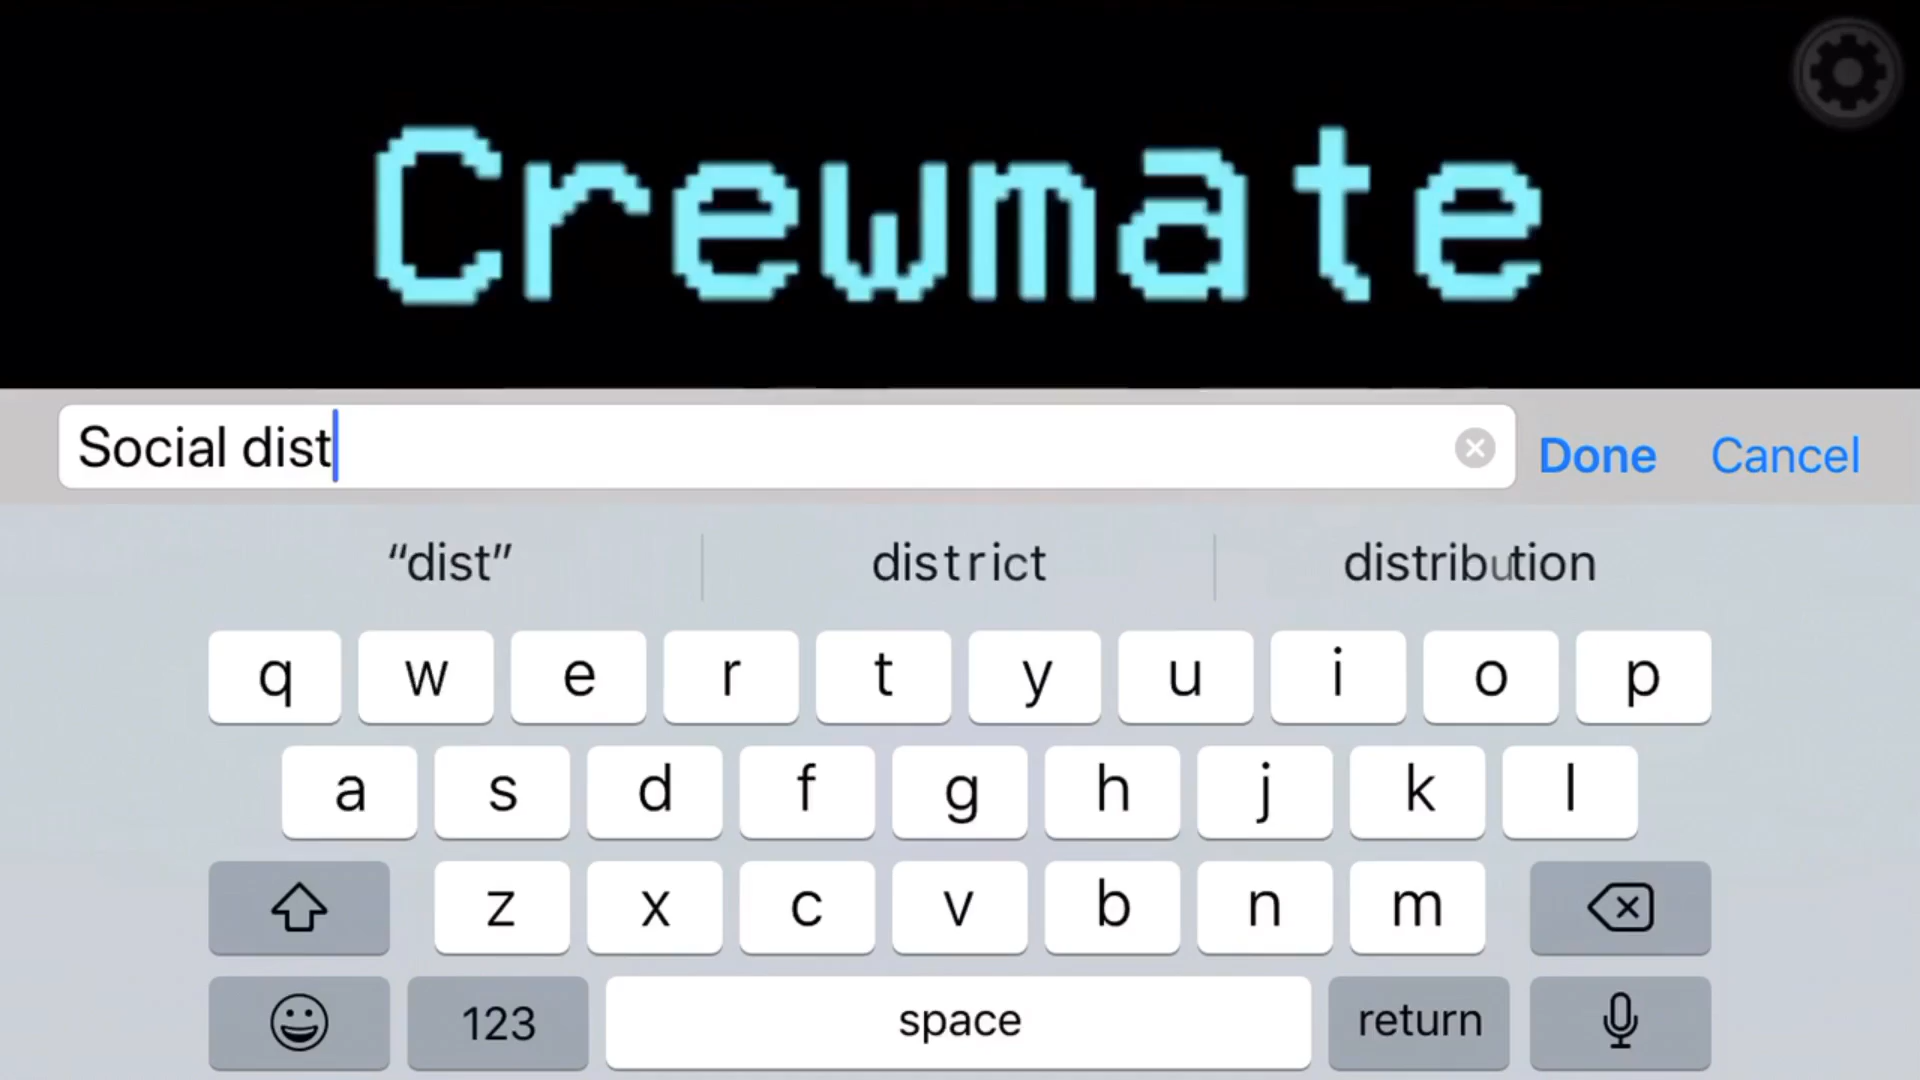 Crewmate
Social dist
Done Cancel
“dist” district distribution
q w e r t y u i o p
a s d f g h j k l
z x c v b n m
123 space return